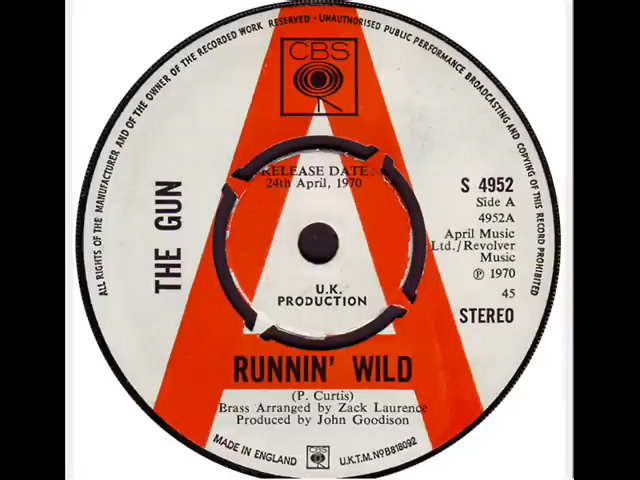 ALL RIGHTS OF THE MANUFACTURER AND OF THE OWNER OF THE RECORDED WORK RESERVED · UNAUTHORISED PUBLIC PERFORMANCE BROADCASTING AND COPYING OF THIS RECORD PROHIBITED
CBS
RELEASE DATE:
24th April, 1970
THE GUN
S 4952
Side A
4952A
April Music
Ltd./Revolver
Music
℗ 1970
45
STEREO
U.K.
PRODUCTION
RUNNIN' WILD
(P. Curtis)
Brass Arranged by Zack Laurence
Produced by John Goodison
MADE IN ENGLAND
CBS
U.K.T.M. Nº B818092